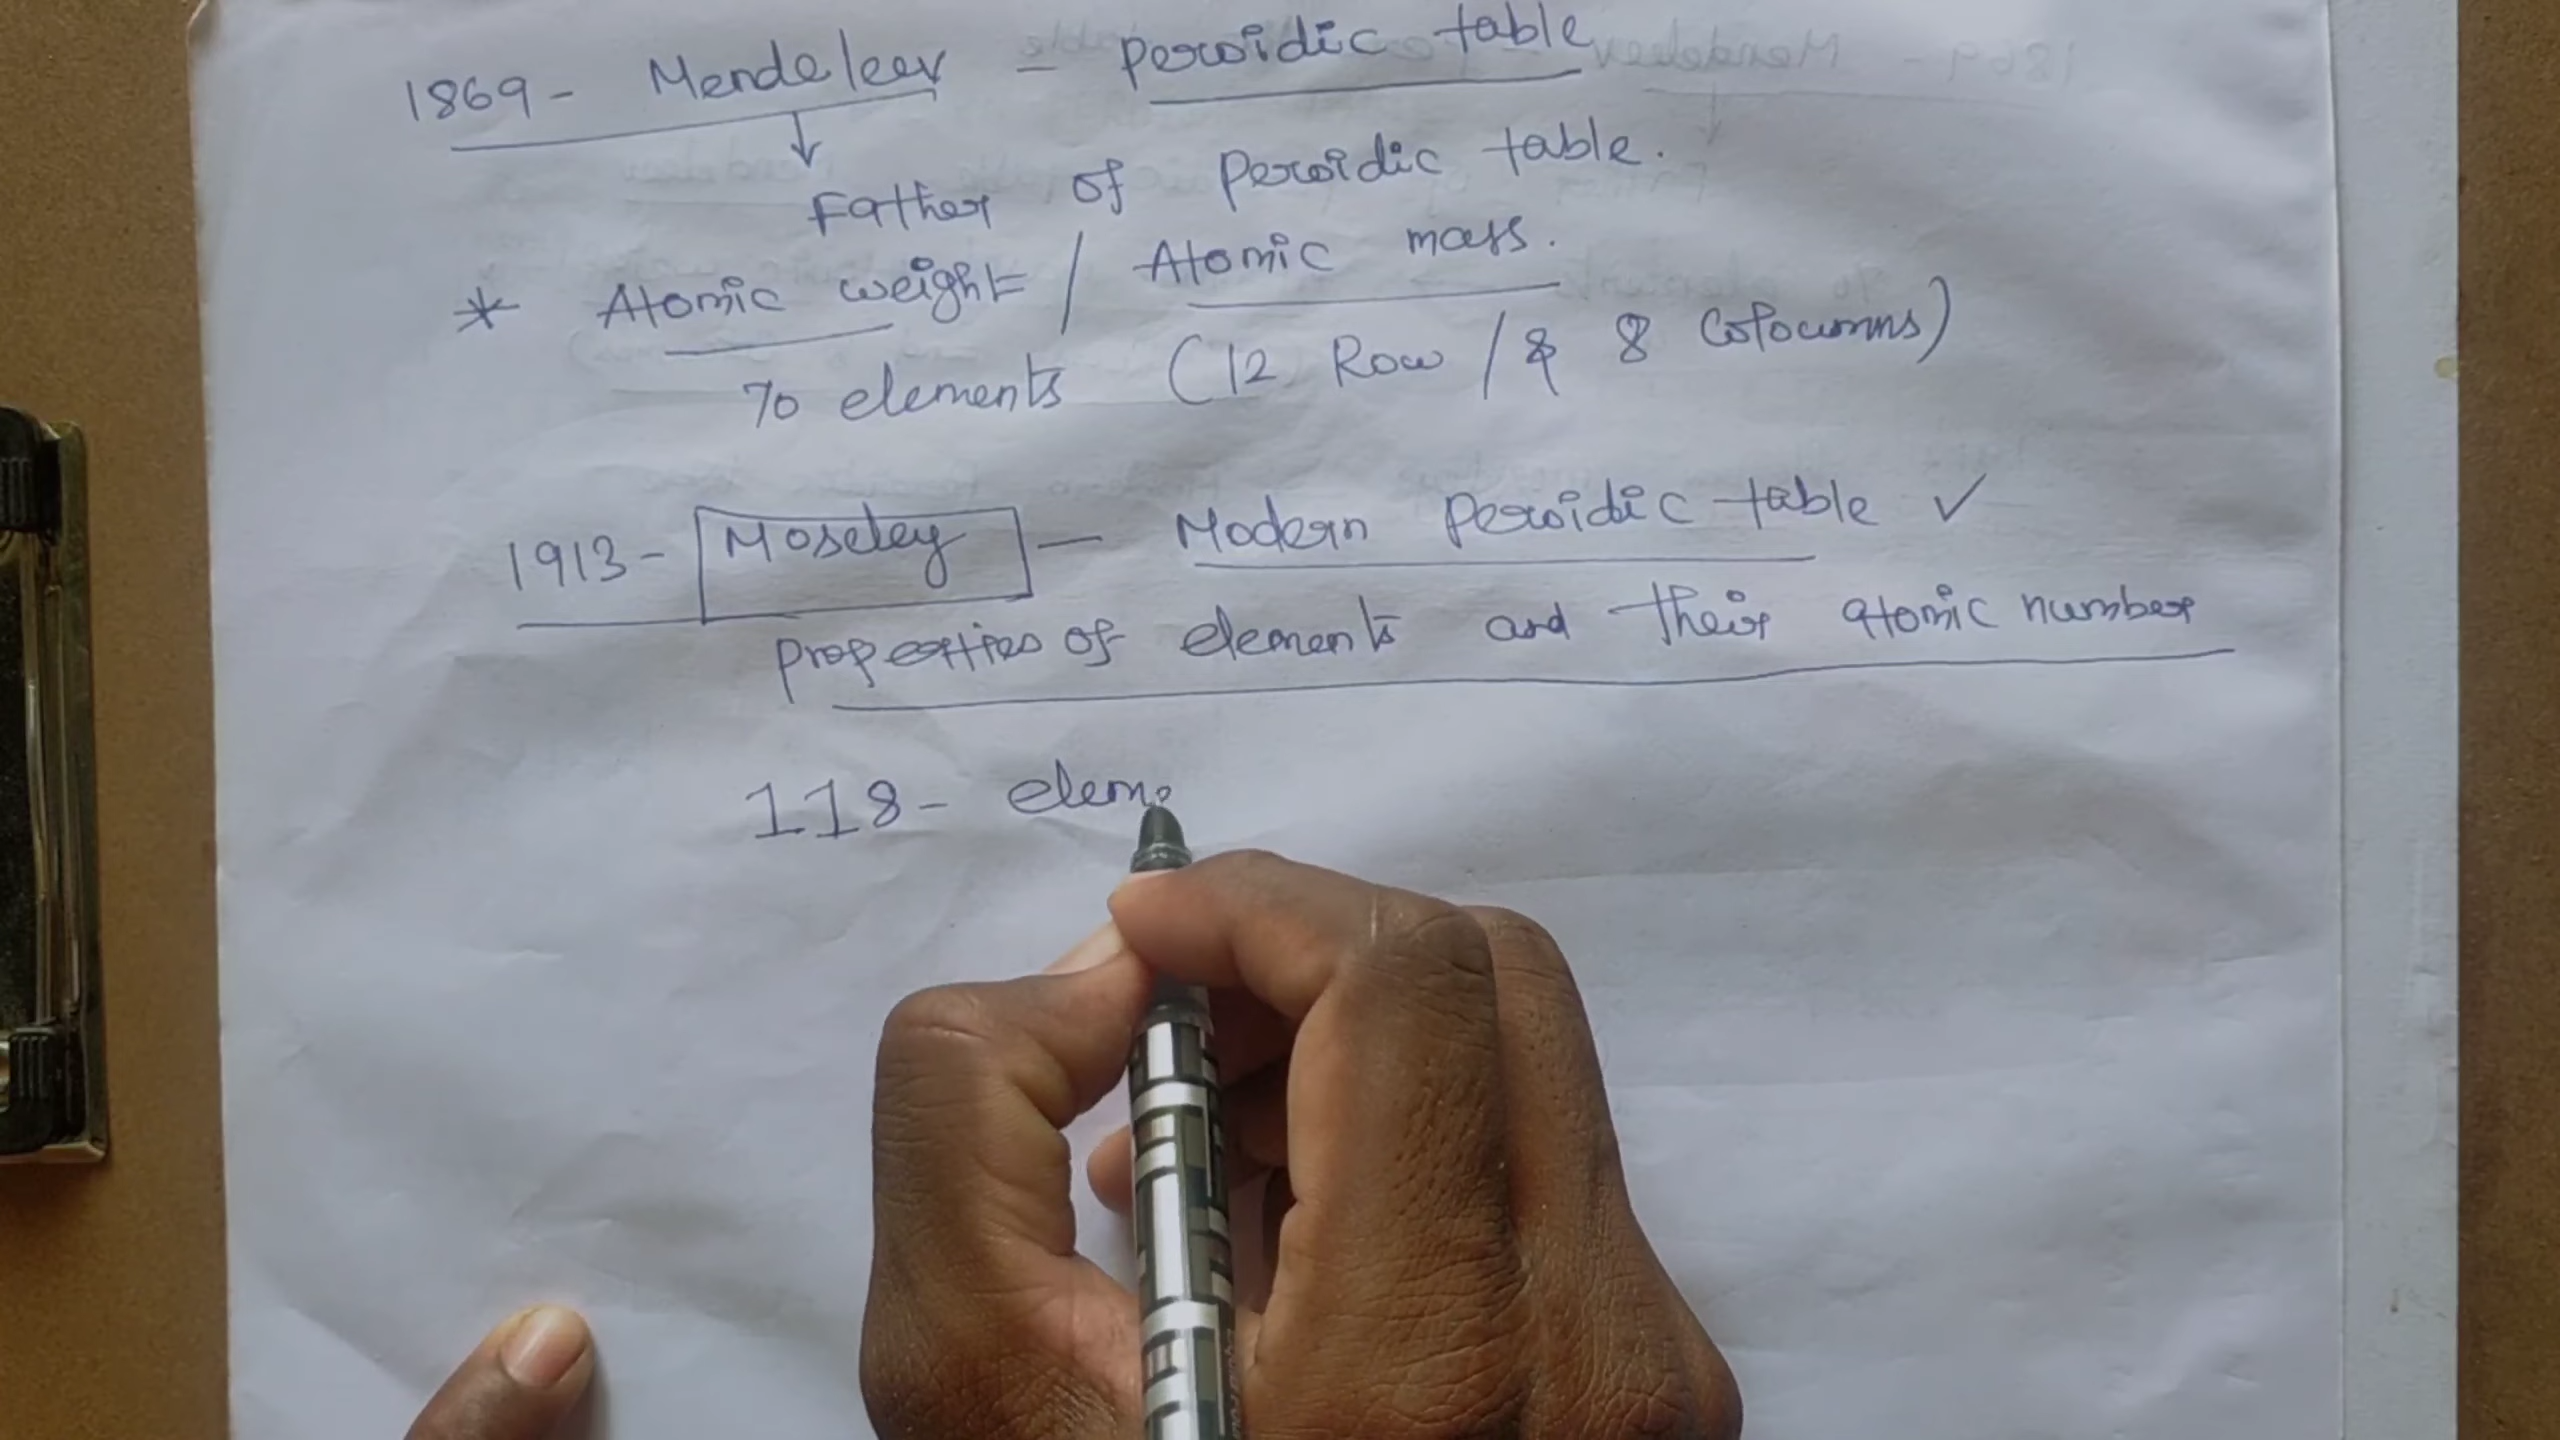 1869 - Mendeleev - Peroidic table
Father of Peroidic table.
* Atomic weight / Atomic mass.
70 elements (12 Row / & 8 Colocumns)
1913 - Moseley - Modern Peroidic table ✓
Properties of elements and their atomic number
118 - eleme